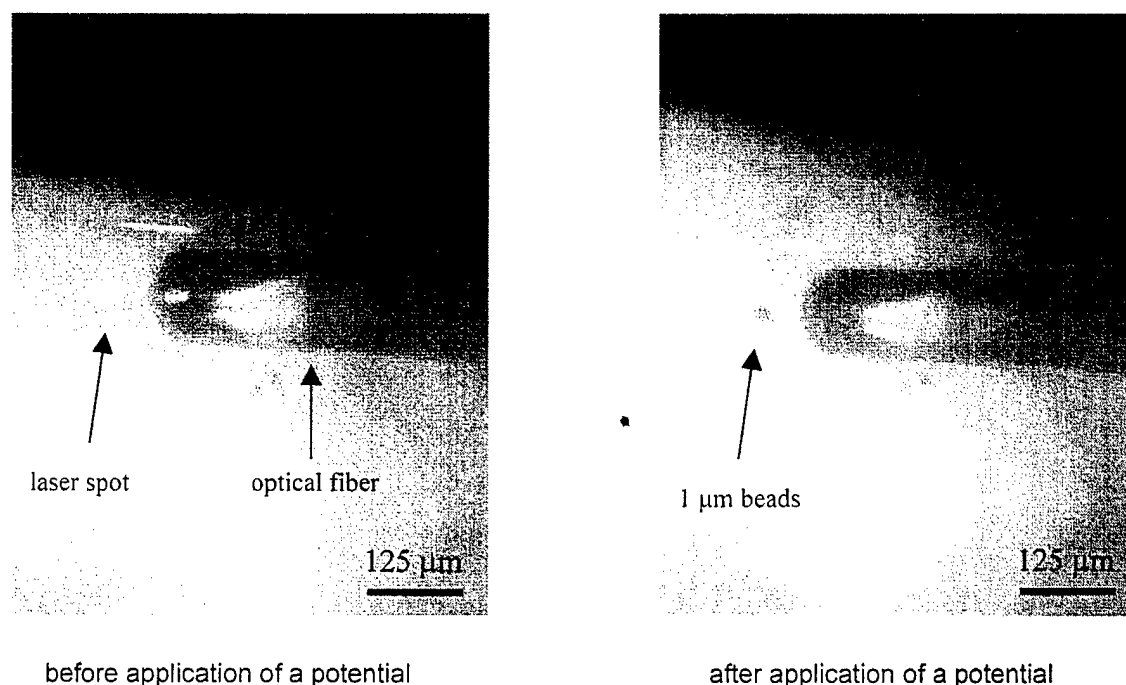 laser spot
optical fiber
125 µm
1 µm beads
125 µm
before application of a potential
after application of a potential